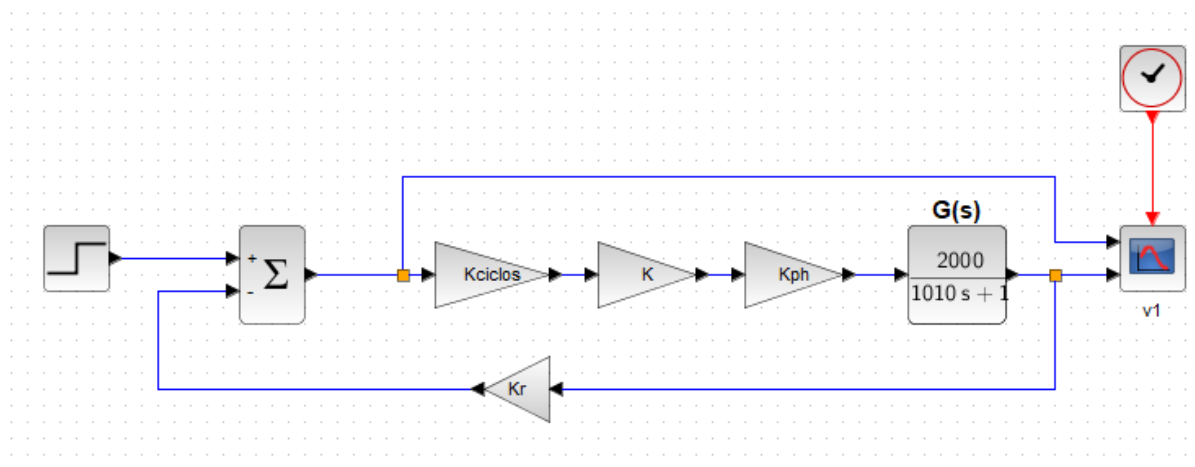 G(s)
+
-
Σ
Kciclos
K
Kph
2000
1010 s + 1
v1
Kr